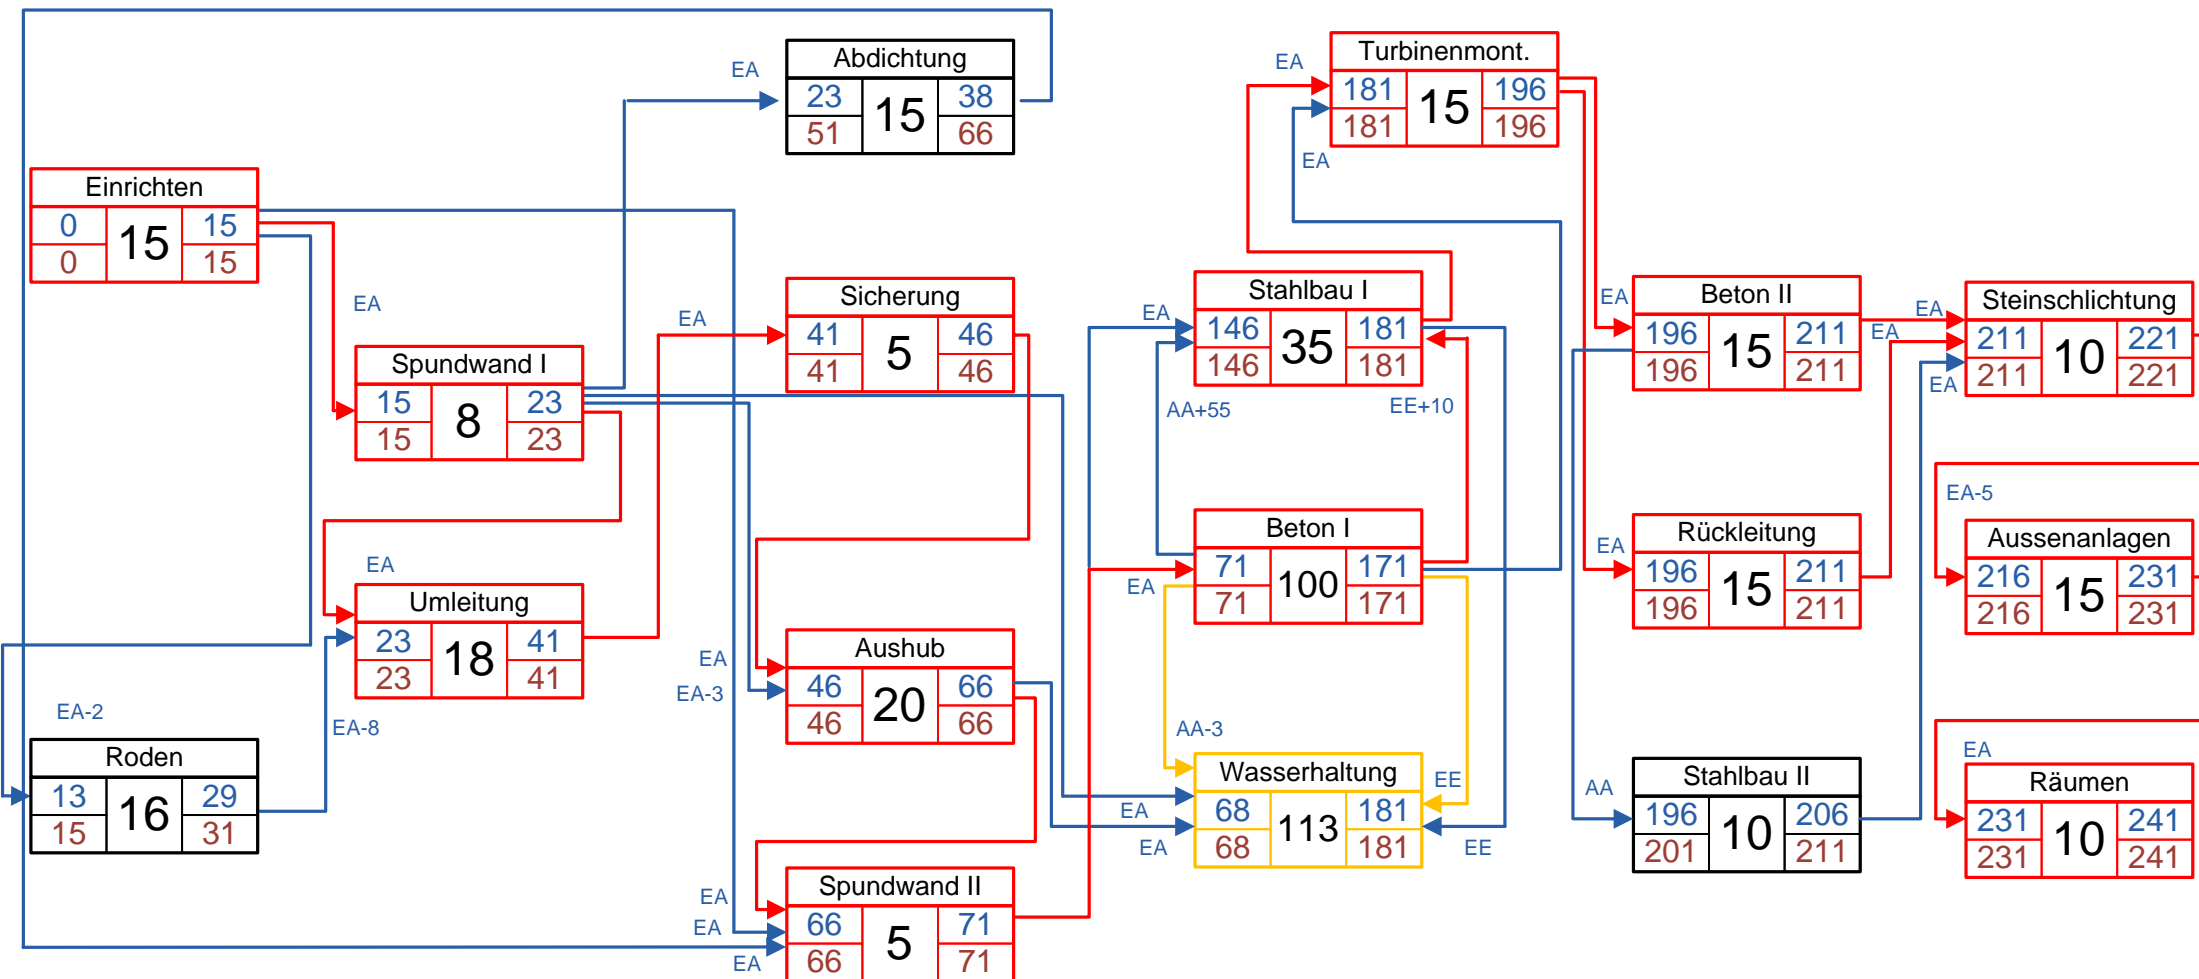 Einrichten
0 15 15
0 15
EA-2
Roden
13 16 29
15 31
EA
Spundwand I
15 8 23
15 23
EA
Umleitung
23 18 41
23 41
EA-8
EA
Abdichtung
23 15 38
51 66
EA
Sicherung
41 5 46
41 46
EA
EA-3
Aushub
46 20 66
46 66
EA
EA
EA
Spundwand II
66 5 71
66 71
EA
Turbinenmont.
181 15 196
181 196
EA
EA
Stahlbau I
146 35 181
146 181
AA+55
EE+10
EA
Beton I
71 100 171
71 171
AA-3
Wasserhaltung
68 113 181
68 181
EA
EA
EE
EE
EA
Beton II
196 15 211
196 211
EA
Rückleitung
196 15 211
196 211
AA
Stahlbau II
196 10 206
201 211
EA
EA
EA
Steinschlichtung
211 10 221
211 221
EA-5
Aussenanlagen
216 15 231
216 231
EA
Räumen
231 10 241
231 241